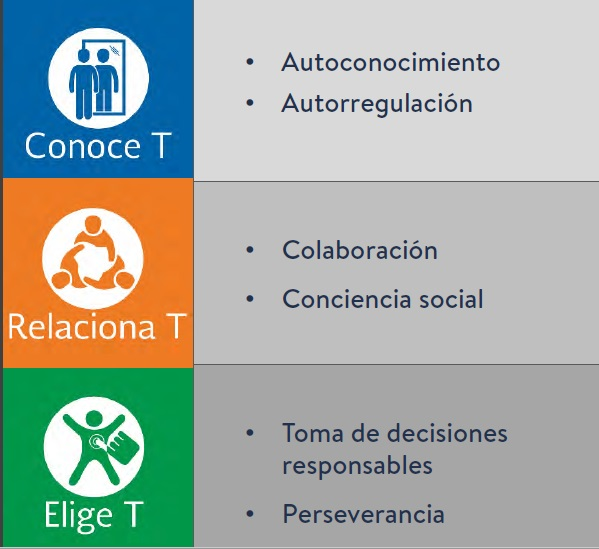 Conoce T
• Autoconocimiento
• Autorregulación
Relaciona T
• Colaboración
• Conciencia social
Elige T
• Toma de decisiones
responsables
• Perseverancia